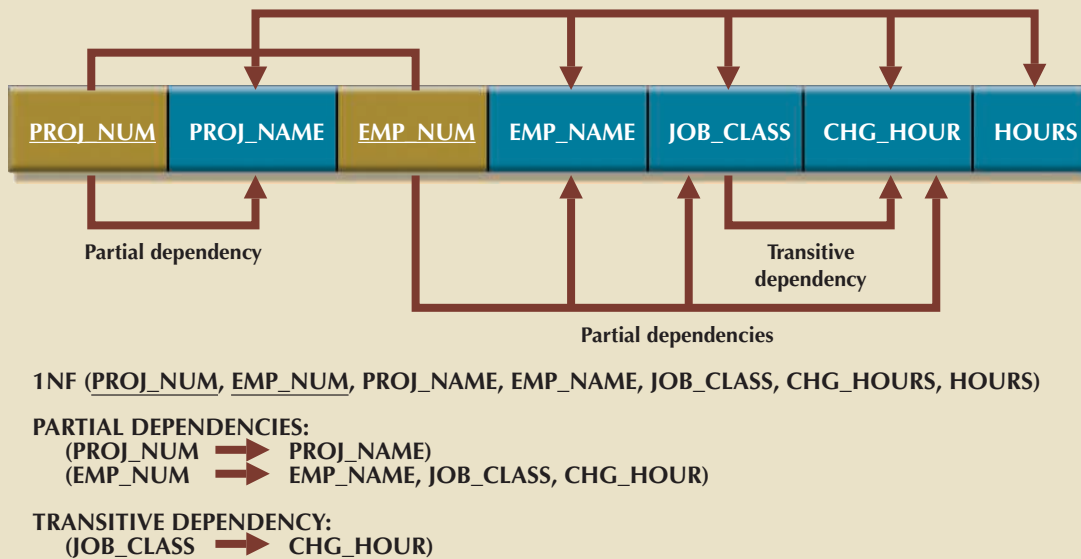 PROJ_NUM PROJ_NAME EMP_NUM EMP_NAME JOB_CLASS CHG_HOUR HOURS
Partial dependency
Transitive
dependency
Partial dependencies
1NF (PROJ_NUM, EMP_NUM, PROJ_NAME, EMP_NAME, JOB_CLASS, CHG_HOURS, HOURS)
PARTIAL DEPENDENCIES:
(PROJ_NUM PROJ_NAME)
(EMP_NUM EMP_NAME, JOB_CLASS, CHG_HOUR)
TRANSITIVE DEPENDENCY:
(JOB_CLASS CHG_HOUR)